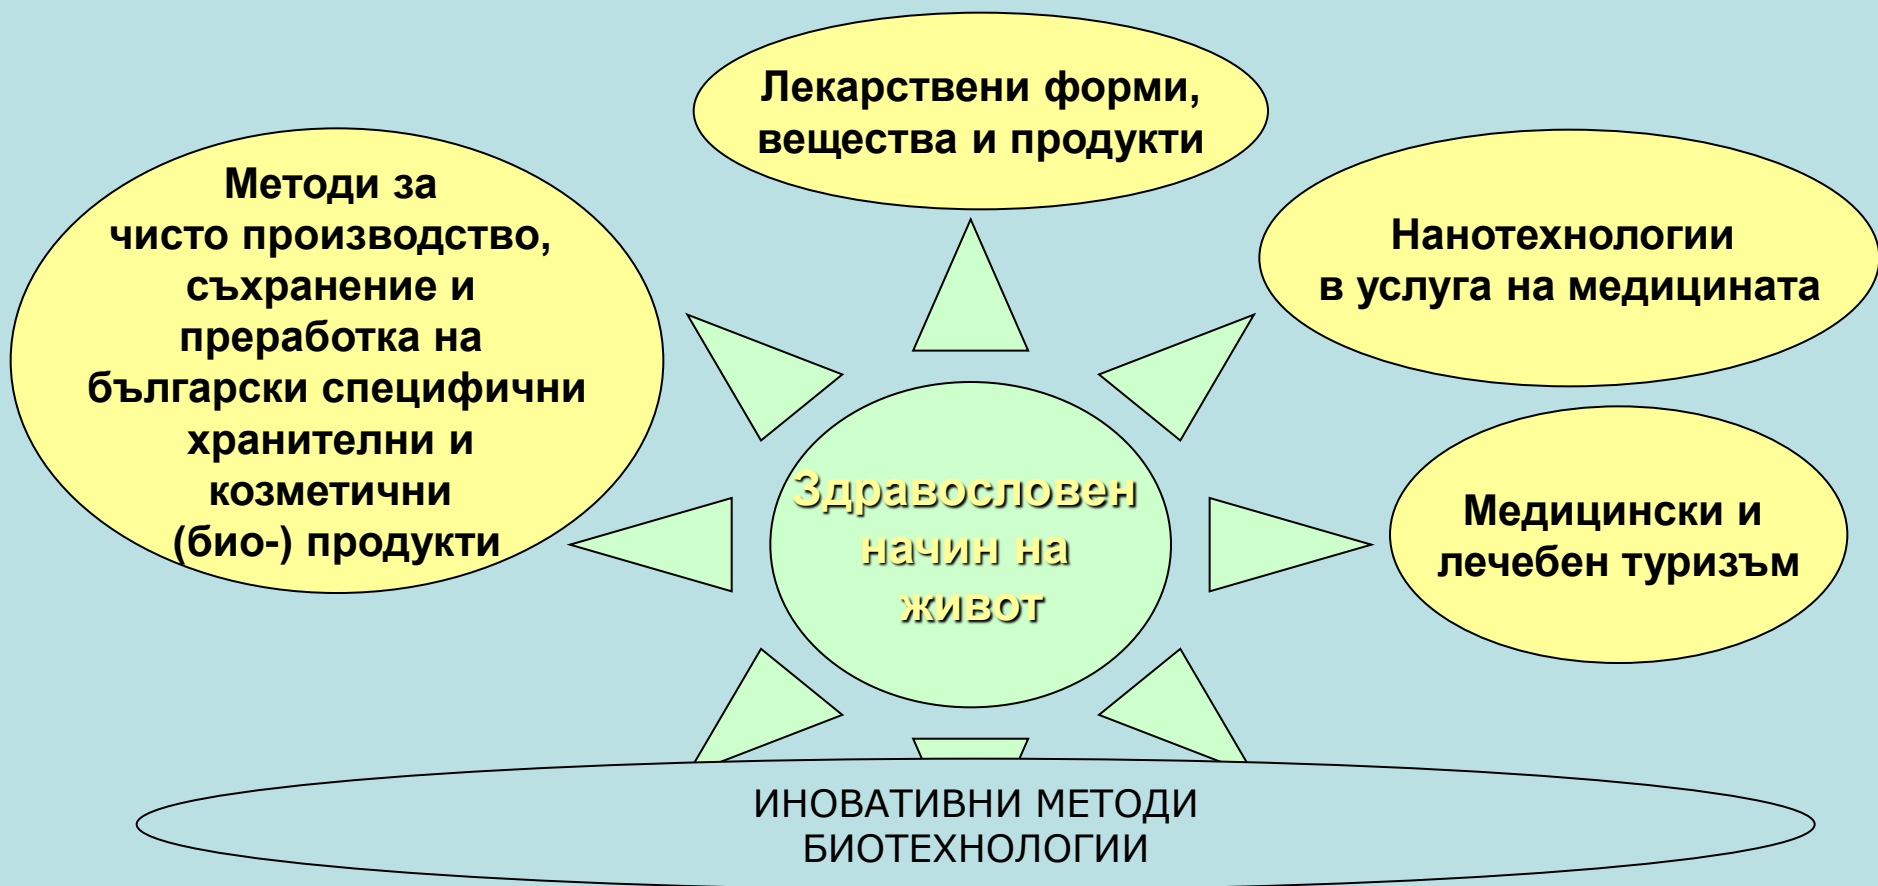 Лекарствени форми,
вещества и продукти
Методи за
чисто производство,
съхранение и
преработка на
български специфични
хранителни и
козметични
(био-) продукти
Нанотехнологии
в услуга на медицината
Здравословен
начин на
живот
Медицински и
лечебен туризъм
ИНОВАТИВНИ МЕТОДИ
БИОТЕХНОЛОГИИ